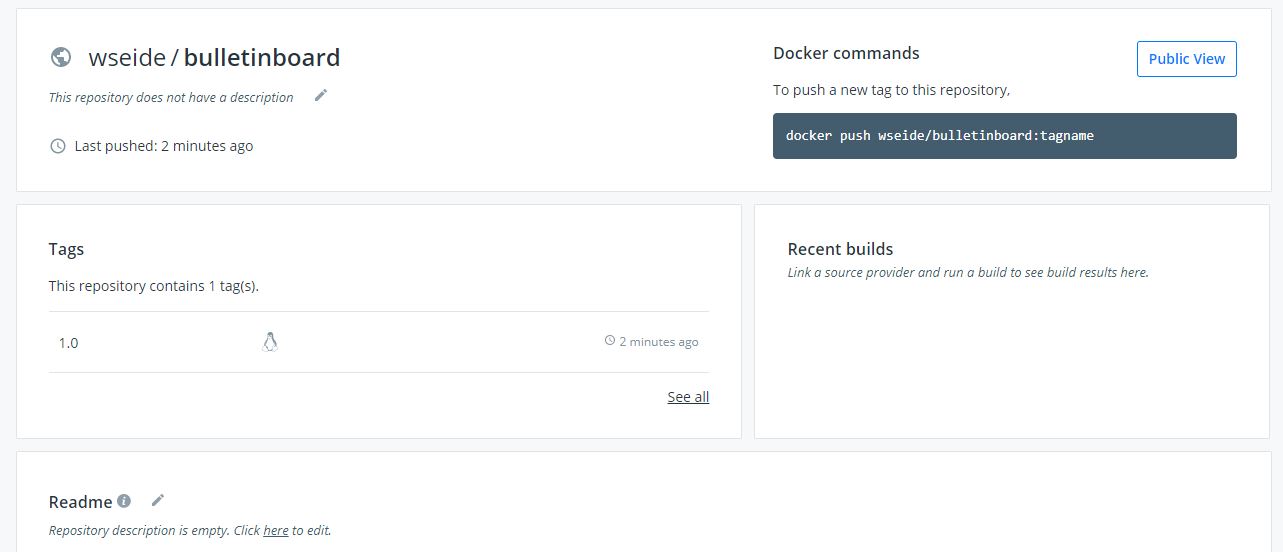 wseide / bulletinboard
This repository does not have a description
Last pushed: 2 minutes ago
Docker commands
Public View
To push a new tag to this repository,
docker push wseide/bulletinboard:tagname
Tags
This repository contains 1 tag(s).
1.0
2 minutes ago
See all
Recent builds
Link a source provider and run a build to see build results here.
Readme
Repository description is empty. Click here to edit.